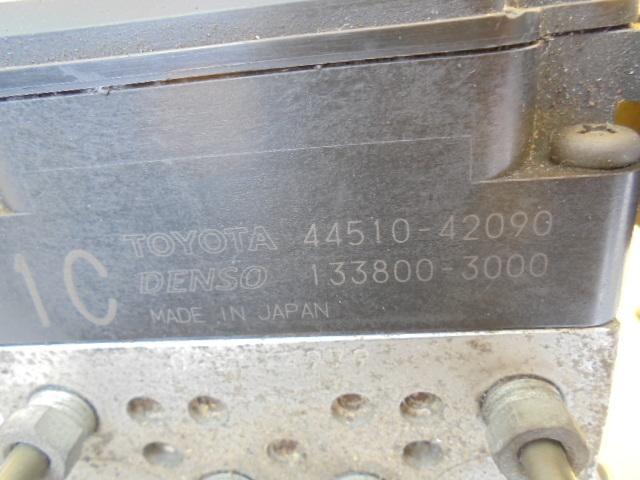 TOYOTA 44510-42090
1C DENSO 133800-3000
MADE IN JAPAN